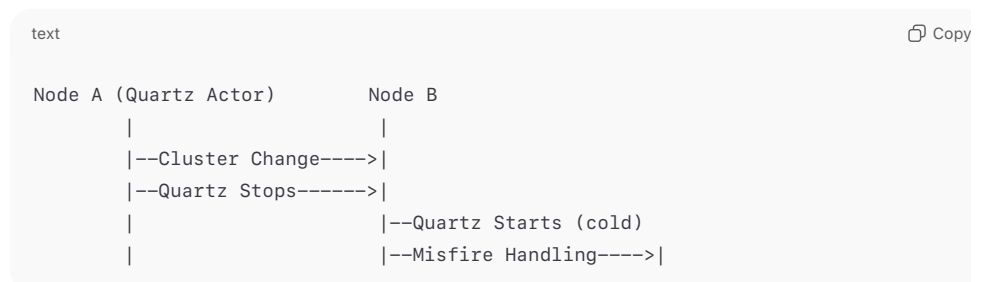 text
Copy
Node A (Quartz Actor)        Node B
        |                     |
        |--Cluster Change---->|
        |--Quartz Stops------>|
        |                     |--Quartz Starts (cold)
        |                     |--Misfire Handling---->|